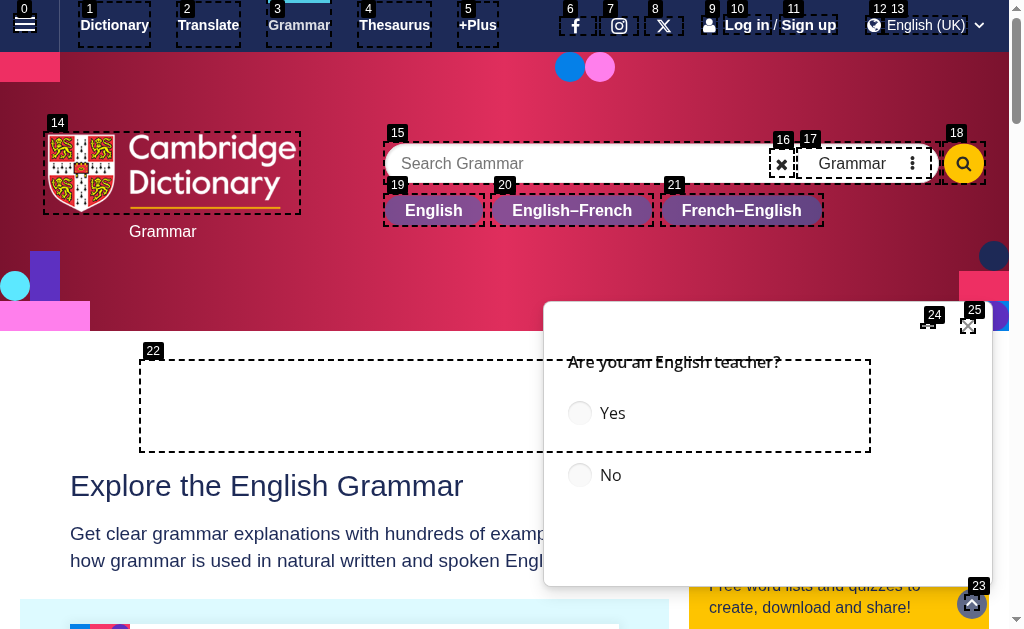 0 1 2 3 4 5 6 7 8 9 10 11 12 13
Dictionary Translate Grammar Thesaurus +Plus Log in / Sign up English (UK)
14
Cambridge
Dictionary
Grammar
15 16 17 18
Search Grammar Grammar
19 20 21
English English–French French–English
22 24 25
Are you an English teacher?
Yes
No
Explore the English Grammar
Get clear grammar explanations with hundreds of
how grammar is used in natural written and spoken
23
Free word lists and quizzes to
create, download and share!